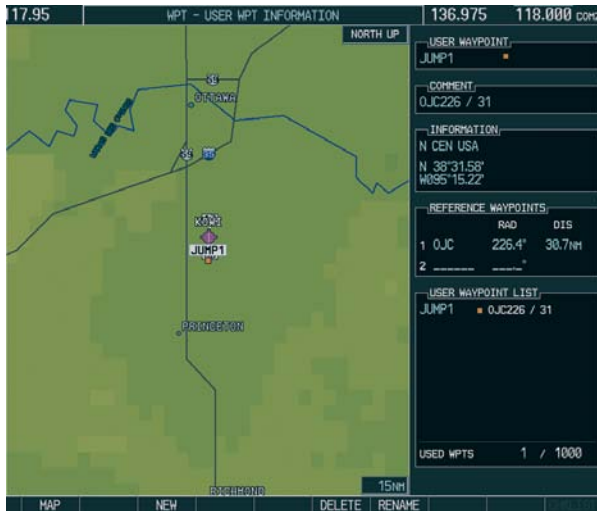 117.95
WPT - USER WPT INFORMATION
136.975
118.000 COM2
NORTH UP
OTTAWA
JUMP1
PRINCETON
RICHMOND
15NM
USER WAYPOINT
JUMP1
COMMENT
OJC226 / 31
INFORMATION
N CEN USA
N 38°31.58'
W095°15.22'
REFERENCE WAYPOINTS
RAD DIS
1 OJC 226.4° 30.7NM
2 ______ ___._°
USER WAYPOINT LIST
JUMP1 OJC226 / 31
USED WPTS 1 / 1000
MAP NEW DELETE RENAME